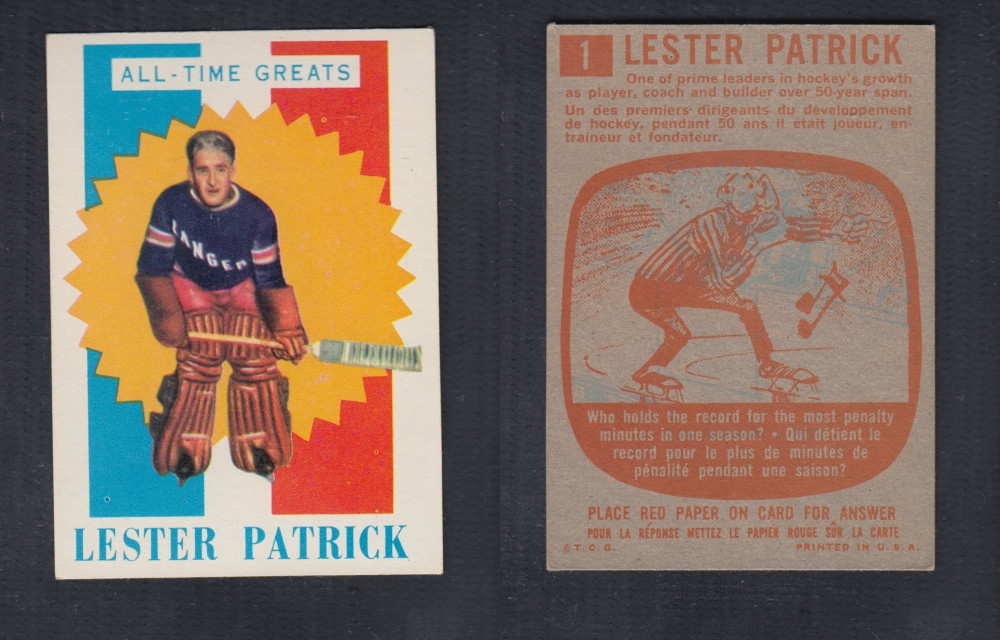 ALL-TIME GREATS
RANGER
LESTER PATRICK
1
LESTER PATRICK
One of prime leaders in hockey's growth
as player, coach and builder over 50-year span.
Un des premiers dirigeants du developpement
de hockey, pendant 50 ans il etait joueur, en-
traineur et fondateur.
Who holds the record for the most penalty
minutes in one season? • Qui détient le
record pour le plus de minutes de
pénalité pendant une saison?
PLACE RED PAPER ON CARD FOR ANSWER
POUR LA RÉPONSE METTEZ LE PAPIER ROUGE SÛR LA CARTE
© T. C. G.
PRINTED IN U. S. A.